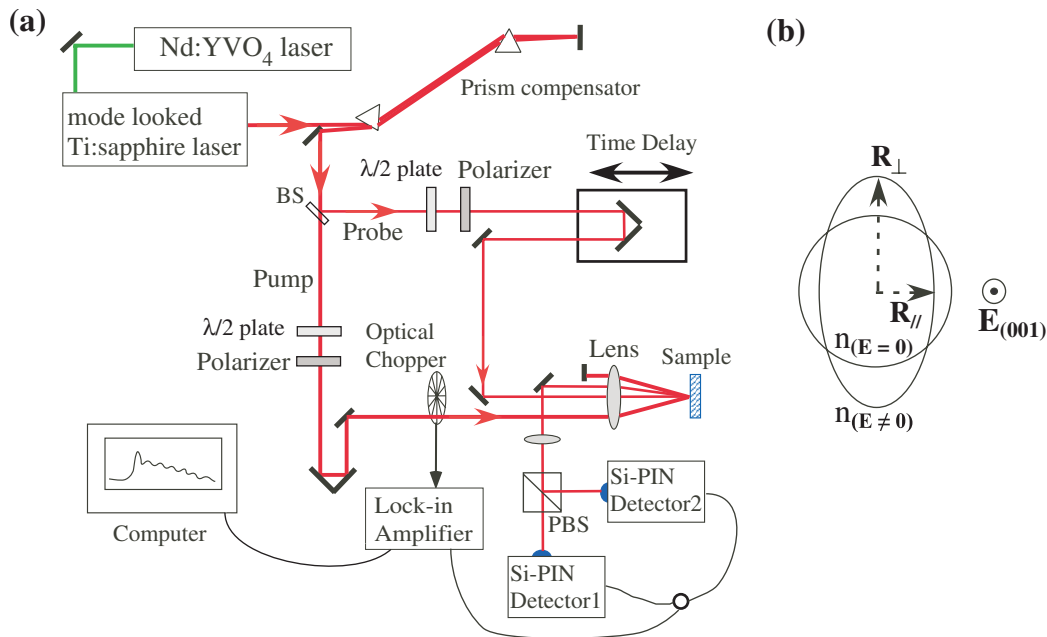 (a)
(b)
Nd:YVO₄ laser
mode looked
Ti:sapphire laser
Prism compensator
Time Delay
λ/2 plate
Polarizer
BS
Probe
Pump
λ/2 plate
Polarizer
Optical
Chopper
Lens
Sample
Computer
Lock-in
Amplifier
PBS
Si-PIN
Detector2
Si-PIN
Detector1
R⊥
R//
E(001)
n(E = 0)
n(E ≠ 0)